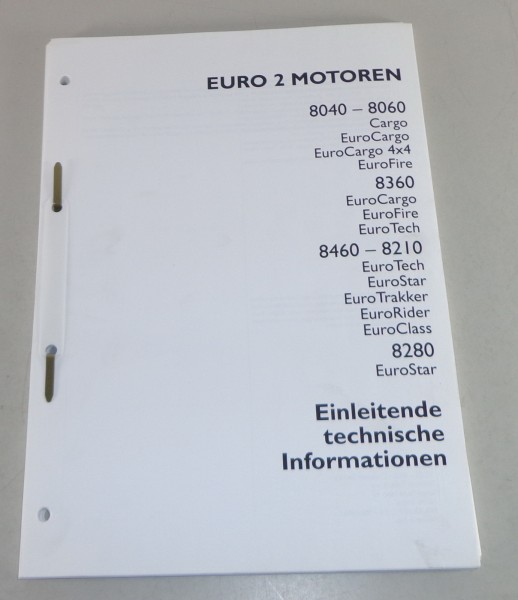 EURO 2 MOTOREN
8040 – 8060
Cargo
EuroCargo
EuroCargo 4x4
EuroFire
8360
EuroCargo
EuroFire
EuroTech
8460 – 8210
EuroTech
EuroStar
EuroTrakker
EuroRider
EuroClass
8280
EuroStar
Einleitende
technische
Informationen